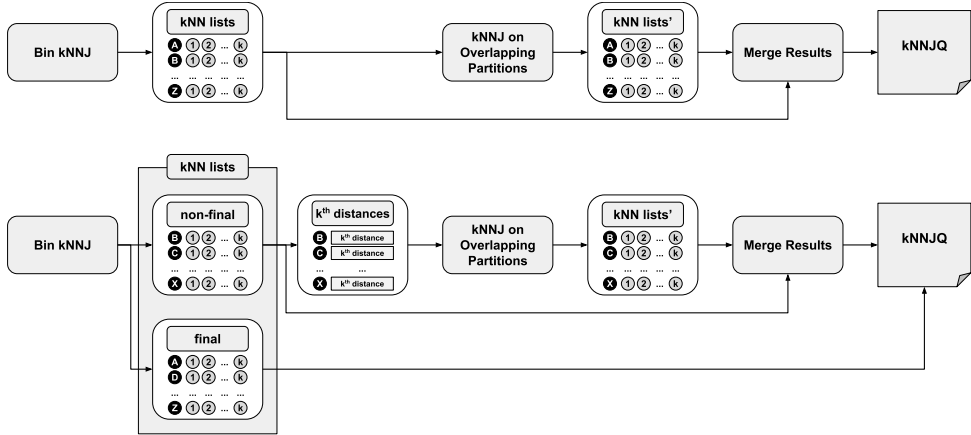 Bin kNNJ
kNN lists
A 1 2 ... k
B 1 2 ... k
... ... ... ... ...
Z 1 2 ... k
kNNJ on
Overlapping
Partitions
kNN lists'
A 1 2 ... k
B 1 2 ... k
... ... ... ... ...
Z 1 2 ... k
Merge Results
kNNJQ
kNN lists
Bin kNNJ
non-final
B 1 2 ... k
C 1 2 ... k
... ... ... ... ...
X 1 2 ... k
final
A 1 2 ... k
D 1 2 ... k
... ... ... ... ...
Z 1 2 ... k
kth distances
B kth distance
C kth distance
... ...
X kth distance
kNNJ on
Overlapping
Partitions
kNN lists'
B 1 2 ... k
C 1 2 ... k
... ... ... ... ...
X 1 2 ... k
Merge Results
kNNJQ